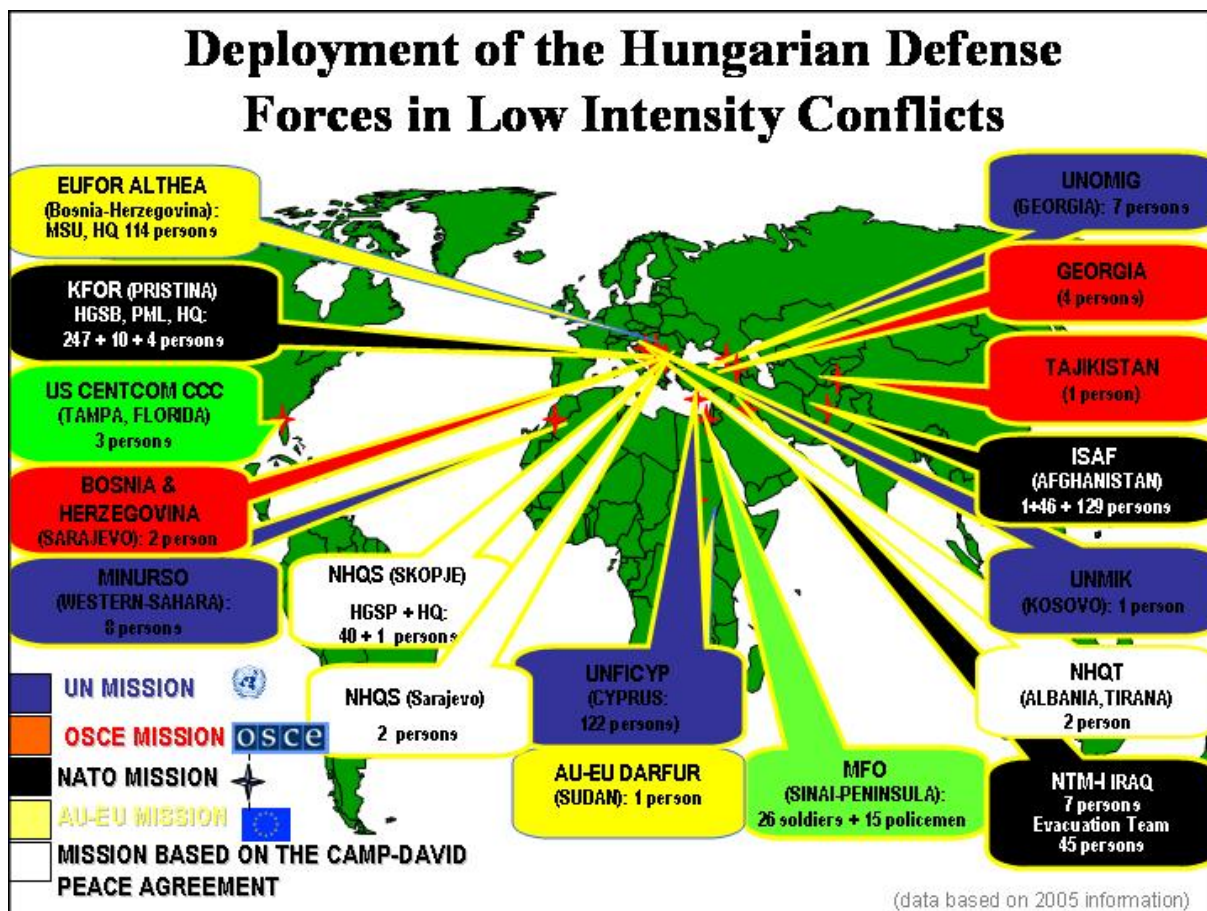 Deployment of the Hungarian Defense
Forces in Low Intensity Conflicts
EUFOR ALTHEA
(Bosnia-Herzegovina):
MSU, HQ 114 persons
KFOR (PRISTINA)
HGSB, PML, HQ:
247 + 10 + 4 persons
US CENTCOM CCC
(TAMPA, FLORIDA)
3 persons
BOSNIA &
HERZEGOVINA
(SARAJEVO): 2 person
MINURSO
(WESTERN-SAHARA):
8 persons
NHQS (SKOPJE)
HGSP + HQ:
40 + 1 persons
NHQS (Sarajevo)
2 persons
UNFICYP
(CYPRUS:
122 persons)
AU-EU DARFUR
(SUDAN): 1 person
MFO
(SINAI-PENINSULA):
26 soldiers + 15 policemen
UNOMIG
(GEORGIA): 7 persons
GEORGIA
(4 persons)
TAJIKISTAN
(1 person)
ISAF
(AFGHANISTAN)
1+46 + 129 persons
UNMIK
(KOSOVO): 1 person
NHQT
(ALBANIA,TIRANA)
2 person
NTM-I IRAQ
7 persons
Evacuation Team
45 persons
UN MISSION
OSCE MISSION
osce
NATO MISSION
AU-EU MISSION
MISSION BASED ON THE CAMP-DAVID
PEACE AGREEMENT
(data based on 2005 information)